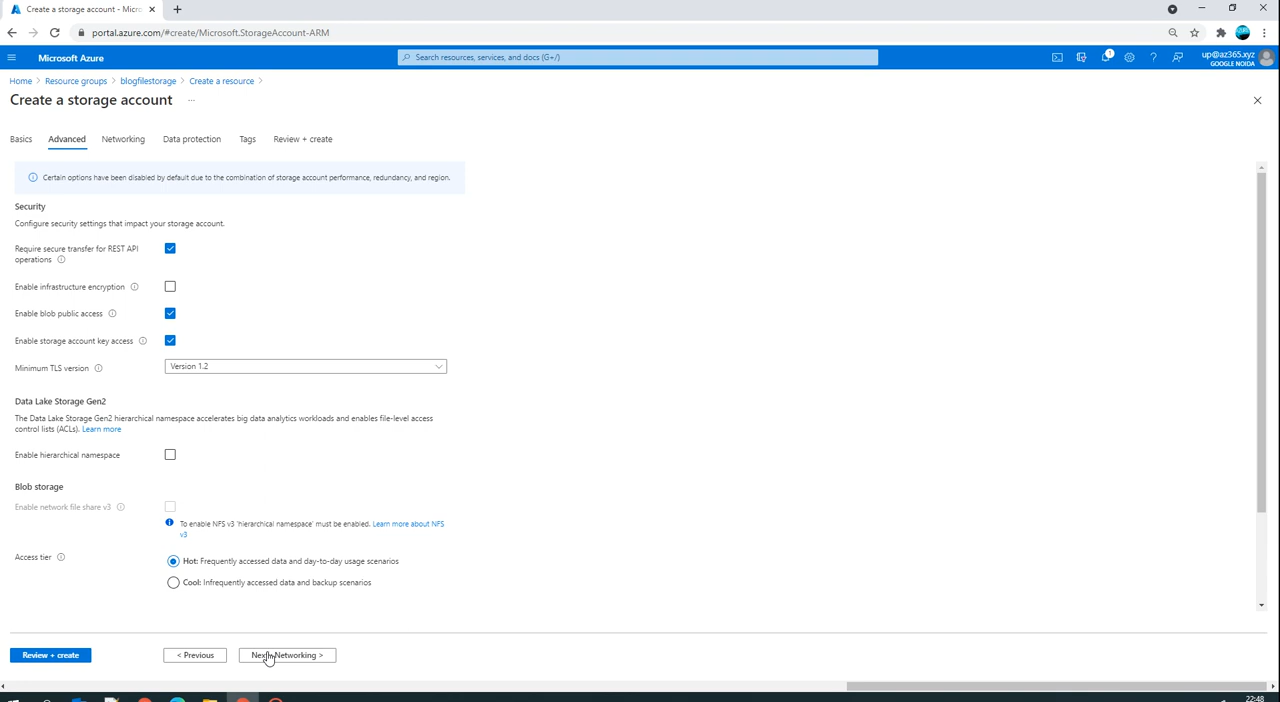 Create a storage account - Micro
portal.azure.com/#create/Microsoft.StorageAccount-ARM
Microsoft Azure
Search resources, services, and docs (G+/)
1
up@az365.xyz
GOOGLE NOIDA
Home > Resource groups > blogfilestorage > Create a resource >
Create a storage account ...
Basics Advanced Networking Data protection Tags Review + create
Certain options have been disabled by default due to the combination of storage account performance, redundancy, and region.
Security
Configure security settings that impact your storage account.
Require secure transfer for REST API
operations
Enable infrastructure encryption
Enable blob public access
Enable storage account key access
Minimum TLS version
Version 1.2
Data Lake Storage Gen2
The Data Lake Storage Gen2 hierarchical namespace accelerates big data analytics workloads and enables file-level access
control lists (ACLs). Learn more
Enable hierarchical namespace
Blob storage
Enable network file share v3
To enable NFS v3 'hierarchical namespace' must be enabled. Learn more about NFS
v3
Access tier
Hot: Frequently accessed data and day-to-day usage scenarios
Cool: Infrequently accessed data and backup scenarios
Review + create
< Previous
Next : Networking >
22:48